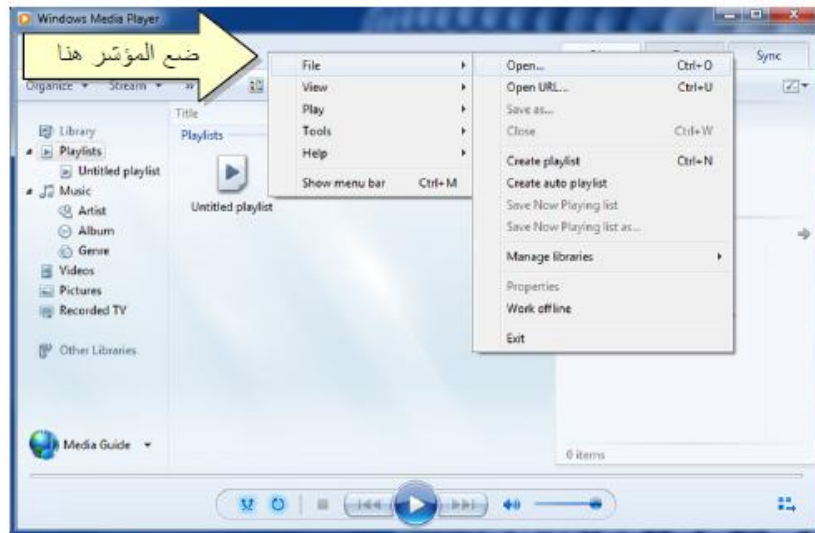 Windows Media Player
ضع المؤشر هنا
Sync
Organize
Stream
»
File
View
Play
Tools
Help
Show menu bar Ctrl+M
Open... Ctrl+O
Open URL... Ctrl+U
Save as...
Close Ctrl+W
Create playlist Ctrl+N
Create auto playlist
Save Now Playing list
Save Now Playing list as...
Manage libraries
Properties
Work offline
Exit
Library
Playlists
Untitled playlist
Music
Artist
Album
Genre
Videos
Pictures
Recorded TV
Other Libraries
Media Guide
Title
Playlists
Untitled playlist
0 items